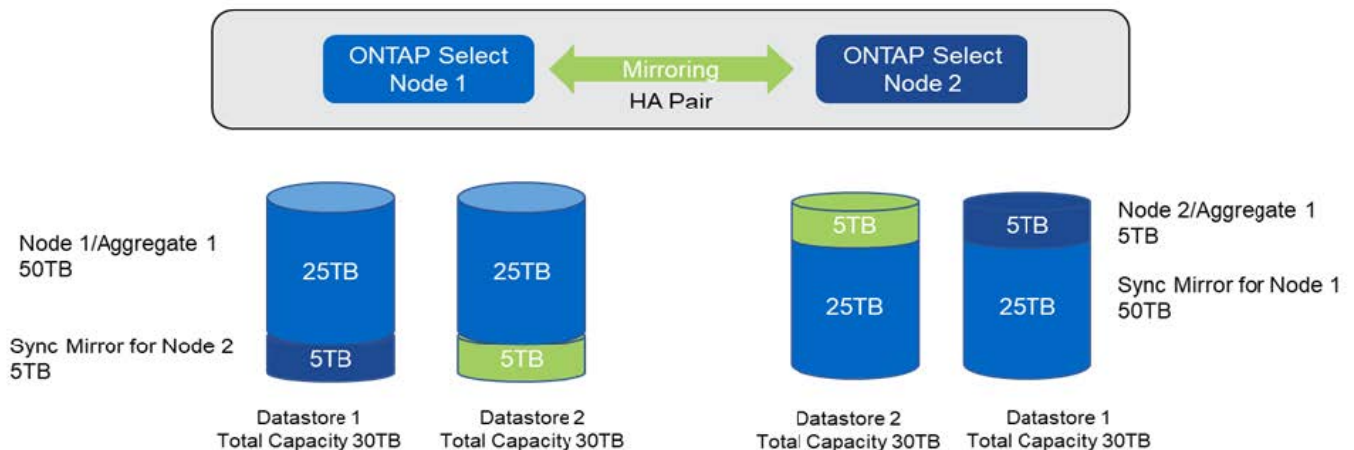 ONTAP Select
Node 1
Mirroring
HA Pair
ONTAP Select
Node 2
Node 1/Aggregate 1
50TB
Sync Mirror for Node 2
5TB
25TB
5TB
Datastore 1
Total Capacity 30TB
25TB
5TB
Datastore 2
Total Capacity 30TB
5TB
25TB
Datastore 2
Total Capacity 30TB
5TB
25TB
Datastore 1
Total Capacity 30TB
Node 2/Aggregate 1
5TB
Sync Mirror for Node 1
50TB